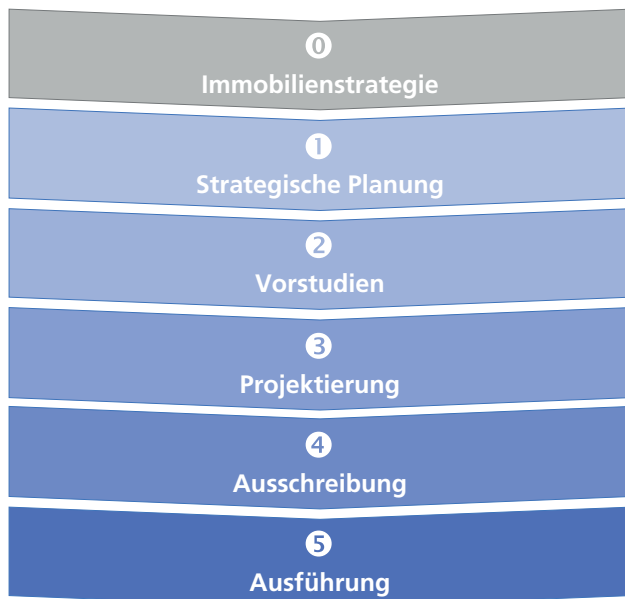 0
Immobilienstrategie
1
Strategische Planung
2
Vorstudien
3
Projektierung
4
Ausschreibung
5
Ausführung